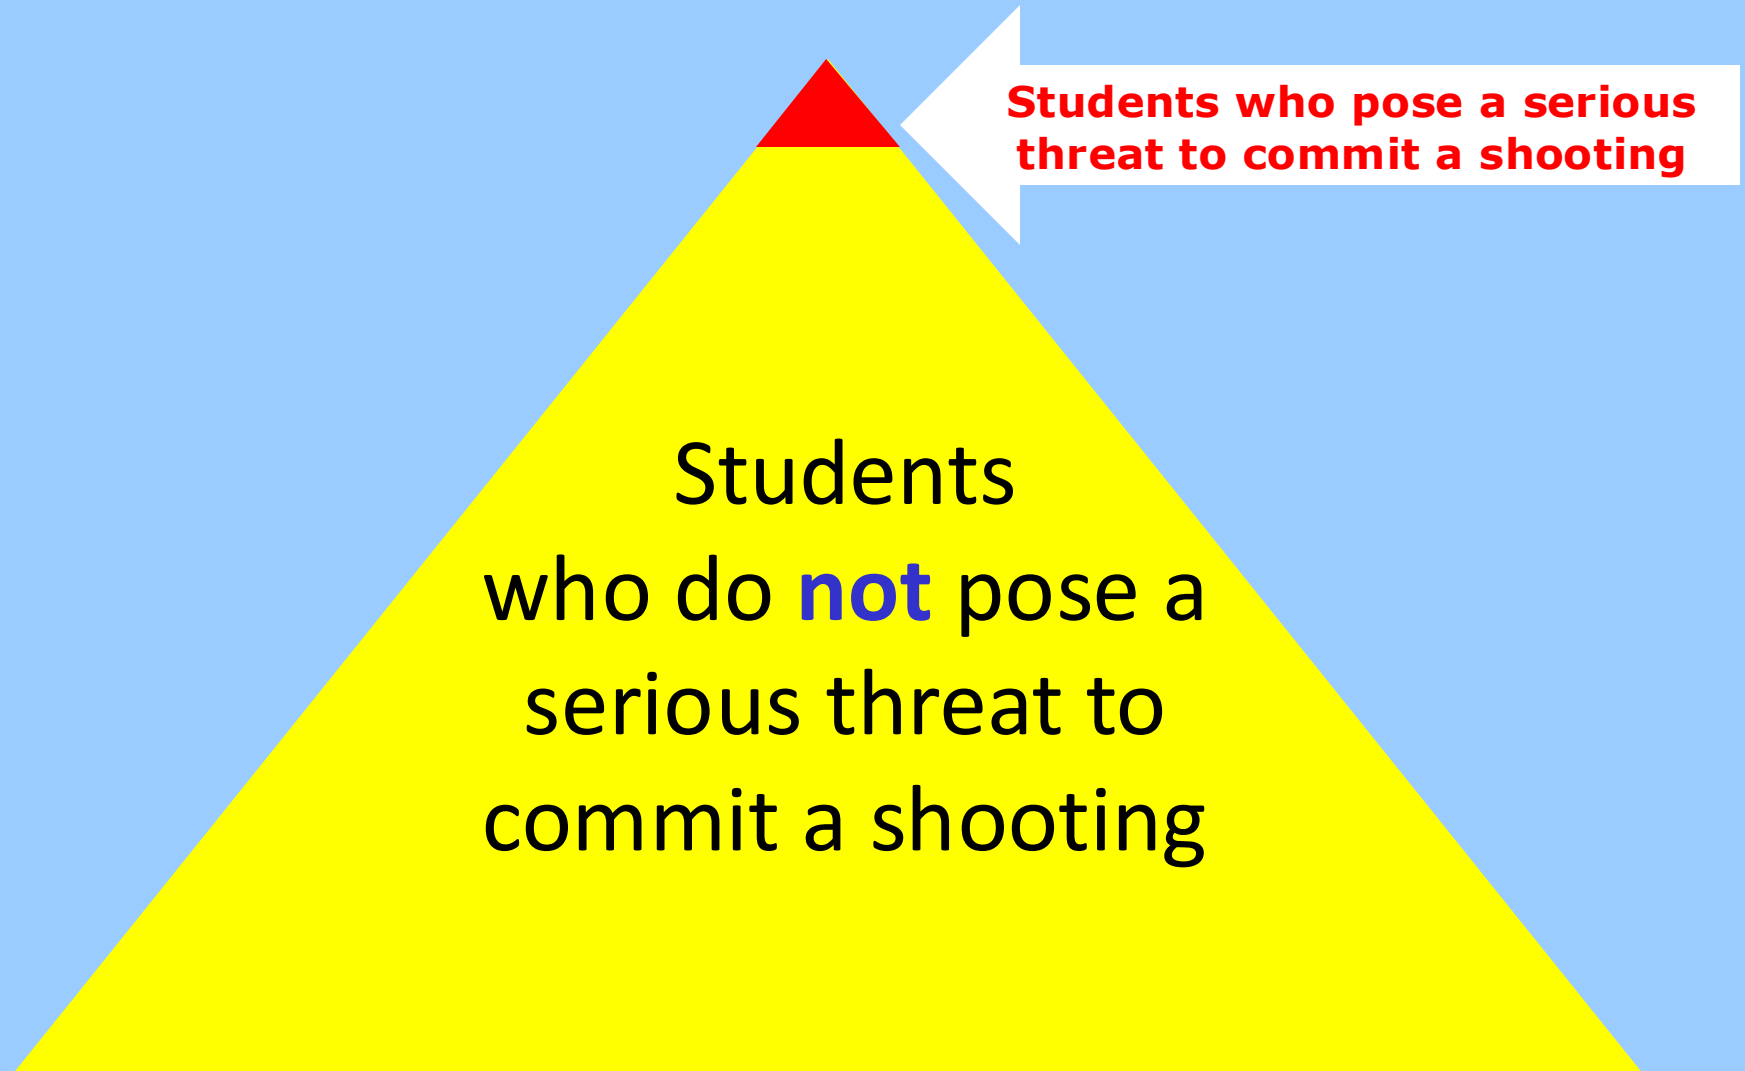 Students who pose a serious
threat to commit a shooting
Students
who do not pose a
serious threat to
commit a shooting